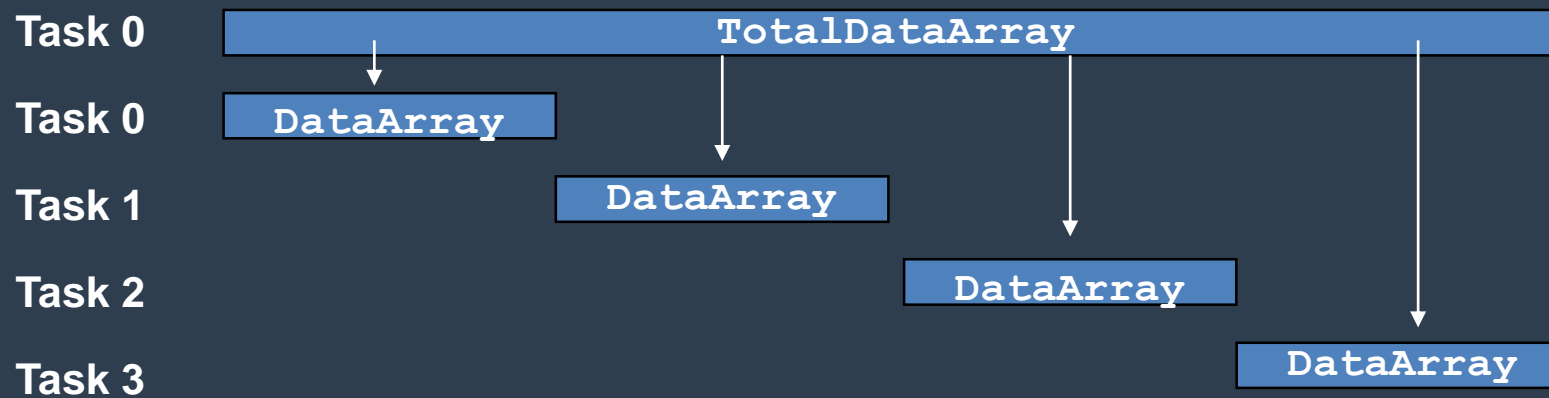 Task 0 TotalDataArray
Task 0 DataArray
Task 1 DataArray
Task 2 DataArray
Task 3 DataArray